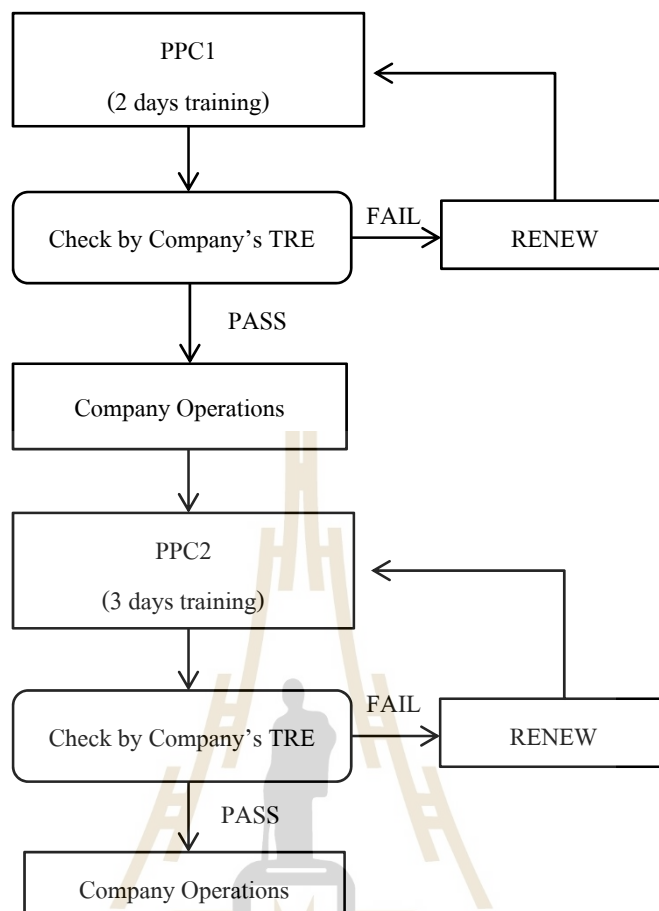 PPC1
(2 days training)
FAIL
Check by Company’s TRE
RENEW
PASS
Company Operations
PPC2
(3 days training)
FAIL
Check by Company’s TRE
RENEW
PASS
Company Operations